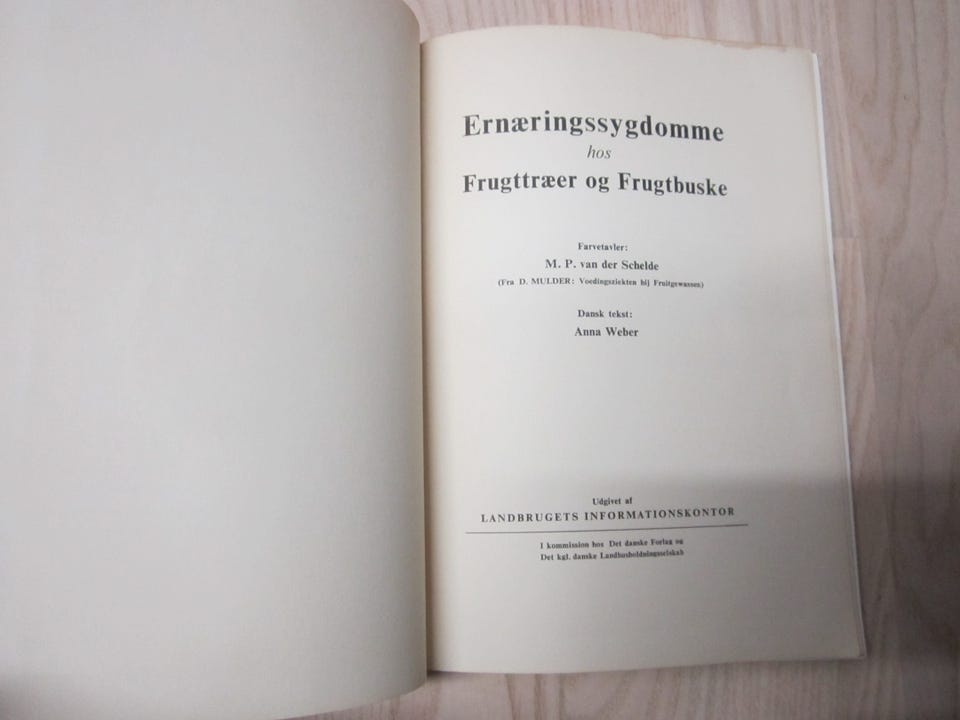 Ernæringssygdomme
hos
Frugttræer og Frugtbuske
Farvetavler:
M. P. van der Schelde
(Fra D. MULDER: Voedingsziekten bij Fruitgewassen)
Dansk tekst:
Anna Weber
Udgivet af
LANDBRUGETS INFORMATIONSKONTOR
I kommission hos Det danske Forlag og
Det kgl. danske Landhusholdningsselskab